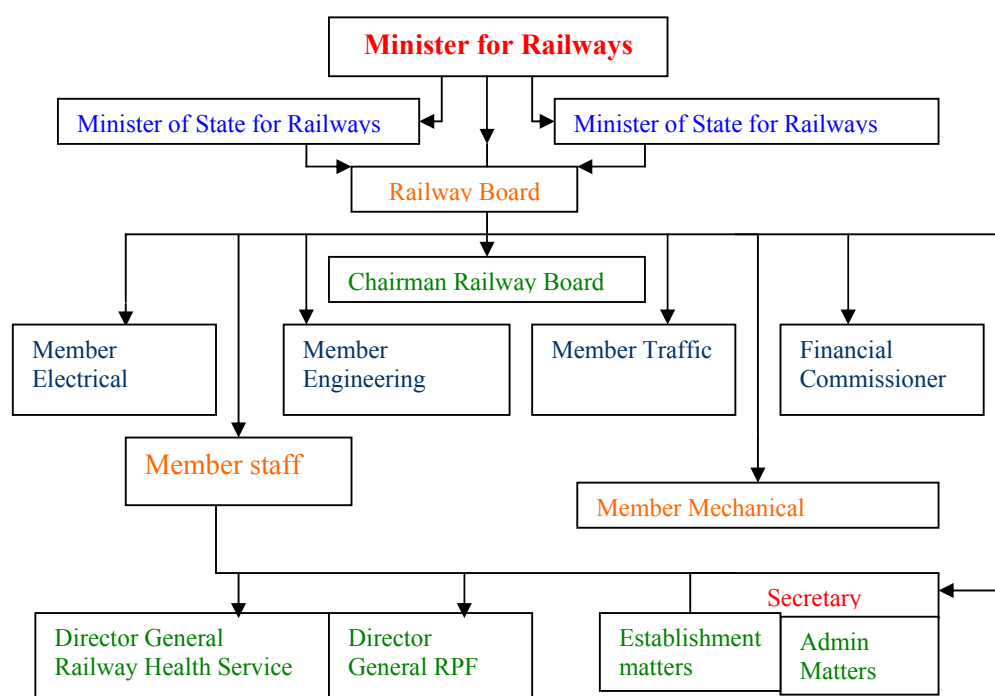 Minister for Railways
Minister of State for Railways
Minister of State for Railways
Railway Board
Chairman Railway Board
Member
Electrical
Member
Engineering
Member Traffic
Financial
Commissioner
Member staff
Member Mechanical
Secretary
Director General
Railway Health Service
Director
General RPF
Establishment
matters
Admin
Matters